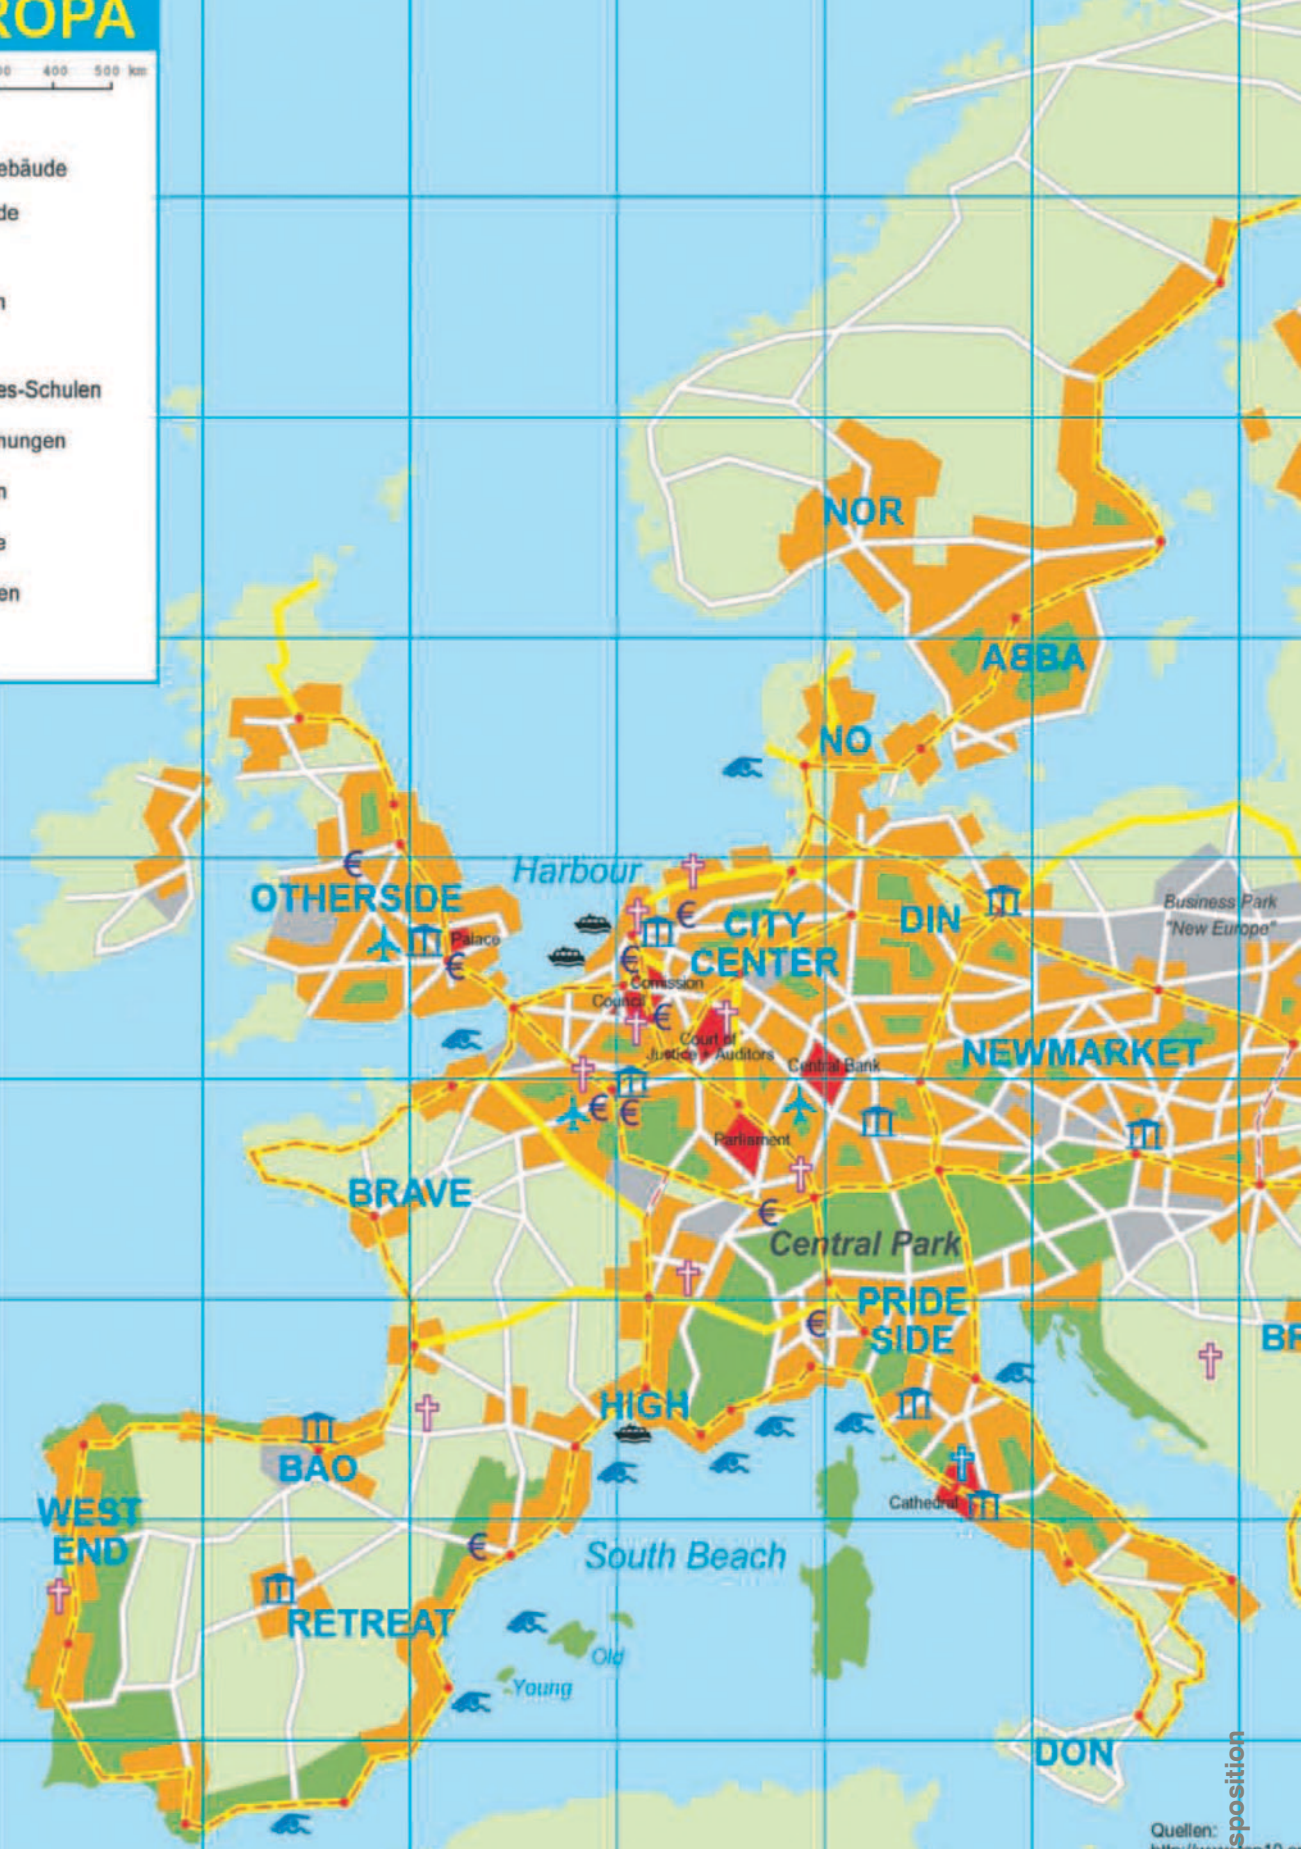 ROPA
00 400 500 km
ebäude
de
n
es-Schulen
nungen
n
e
en
NOR
ABBA
NO
Harbour
OTHERSIDE
Palace
CITY
CENTER
DIN
Business Park
"New Europe"
Comission
Council
Court of
Justice + Auditors
Central Bank
NEWMARKET
Parliament
BRAVE
Central Park
PRIDE
SIDE
HIGH
BAO
WEST
END
Cathedral
South Beach
RETREAT
Old
Young
DON
Quellen:
sposition